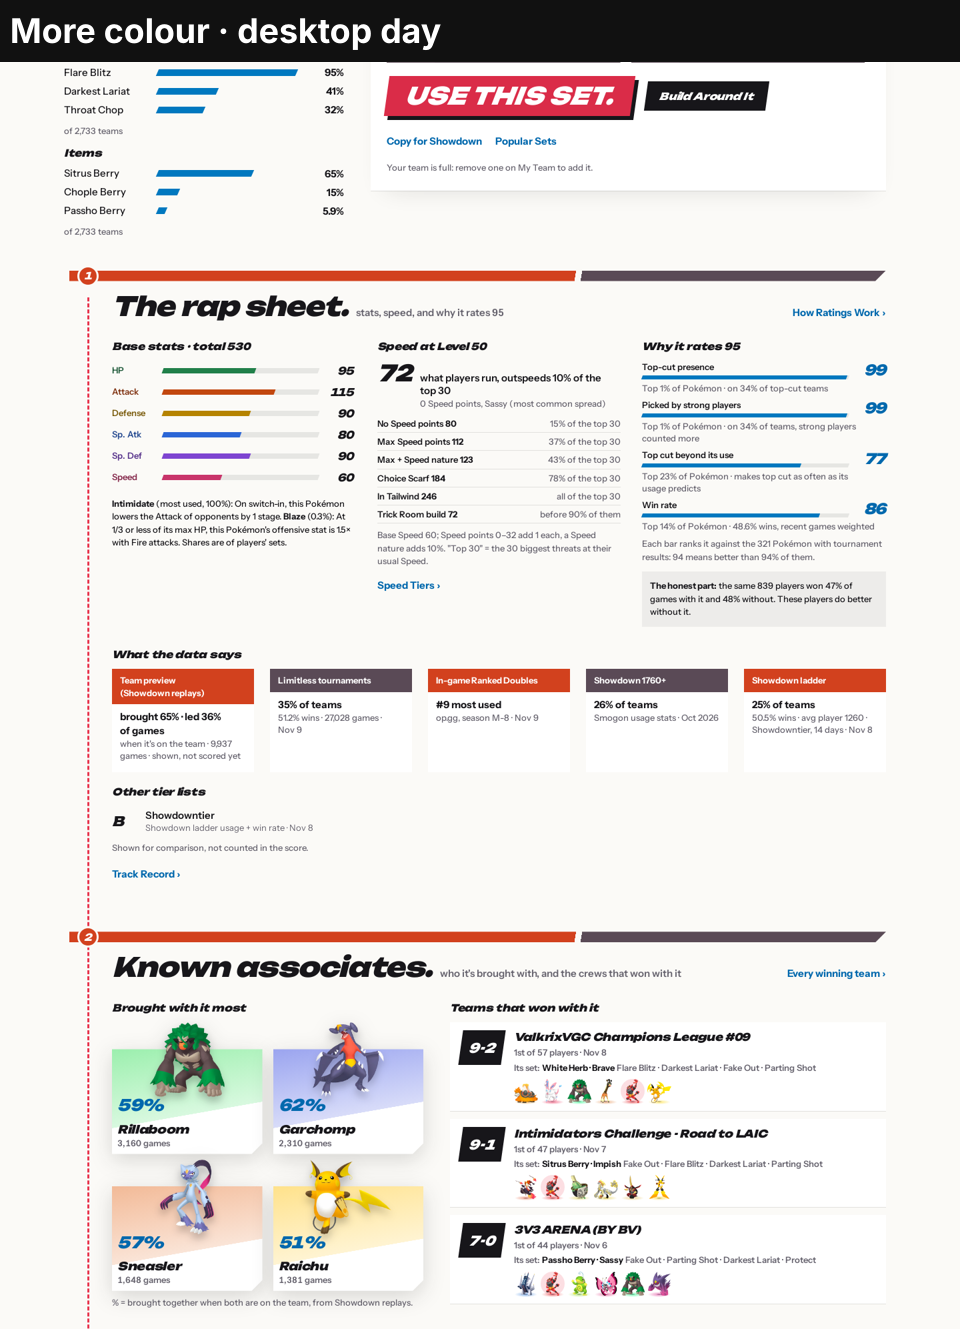 More colour · desktop day
Flare Blitz 95%
Darkest Lariat 41%
Throat Chop 32%
of 2,733 teams
Items
Sitrus Berry 65%
Chople Berry 15%
Passho Berry 5.9%
of 2,733 teams
USE THIS SET.
Build Around It
Copy for Showdown Popular Sets
Your team is full: remove one on My Team to add it.
1
The rap sheet. stats, speed, and why it rates 95
How Ratings Work ›
Base stats · total 530
HP 95
Attack 115
Defense 90
Sp. Atk 80
Sp. Def 90
Speed 60
Intimidate (most used, 100%): On switch-in, this Pokémon
lowers the Attack of opponents by 1 stage. Blaze (0.3%): At
1/3 or less of its max HP, this Pokémon's offensive stat is 1.5×
with Fire attacks. Shares are of players' sets.
Speed at Level 50
72 what players run, outspeeds 10% of the
top 30
0 Speed points, Sassy (most common spread)
No Speed points 80 15% of the top 30
Max Speed points 112 37% of the top 30
Max + Speed nature 123 43% of the top 30
Choice Scarf 184 78% of the top 30
In Tailwind 246 all of the top 30
Trick Room build 72 before 90% of them
Base Speed 60; Speed points 0–32 add 1 each, a Speed
nature adds 10%. "Top 30" = the 30 biggest threats at their
usual Speed.
Speed Tiers ›
Why it rates 95
Top-cut presence 99
Top 1% of Pokémon · on 34% of top-cut teams
Picked by strong players 99
Top 1% of Pokémon · on 34% of teams, strong players
counted more
Top cut beyond its use 77
Top 23% of Pokémon · makes top cut as often as its
usage predicts
Win rate 86
Top 14% of Pokémon · 48.6% wins, recent games weighted
Each bar ranks it against the 321 Pokémon with tournament
results: 94 means better than 94% of them.
The honest part: the same 839 players won 47% of
games with it and 48% without. These players do better
without it.
What the data says
Team preview
(Showdown replays)
brought 65% · led 36%
of games
when it's on the team · 9,937
games · shown, not scored yet
Limitless tournaments
35% of teams
51.2% wins · 27,028 games ·
Nov 9
In-game Ranked Doubles
#9 most used
op.gg, season M-8 · Nov 9
Showdown 1760+
26% of teams
Smogon usage stats · Oct 2026
Showdown ladder
25% of teams
50.5% wins · avg player 1260 ·
Showdowntier, 14 days · Nov 8
Other tier lists
B Showdowntier
Showdown ladder usage + win rate · Nov 8
Shown for comparison, not counted in the score.
Track Record ›
2
Known associates. who it's brought with, and the crews that won with it
Every winning team ›
Brought with it most
59%
Rillaboom
3,160 games
62%
Garchomp
2,310 games
57%
Sneasler
1,648 games
51%
Raichu
1,381 games
% = brought together when both are on the team, from Showdown replays.
Teams that won with it
9-2 ValkrixVGC Champions League #09
1st of 57 players · Nov 8
Its set: White Herb · Brave Flare Blitz · Darkest Lariat · Fake Out · Parting Shot
9-1 Intimidators Challenge - Road to LAIC
1st of 47 players · Nov 7
Its set: Sitrus Berry · Impish Fake Out · Flare Blitz · Darkest Lariat · Parting Shot
7-0 3V3 ARENA (BY BV)
1st of 44 players · Nov 6
Its set: Passho Berry · Sassy Fake Out · Parting Shot · Darkest Lariat · Protect